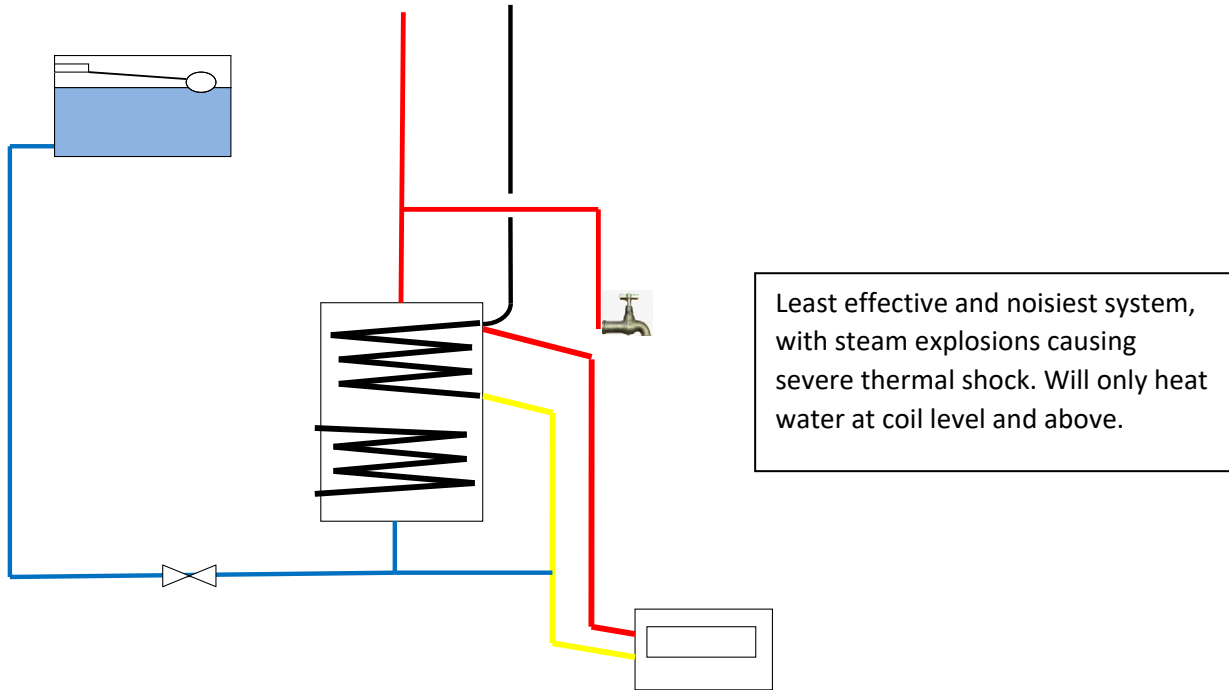 Least effective and noisiest system,
with steam explosions causing
severe thermal shock. Will only heat
water at coil level and above.